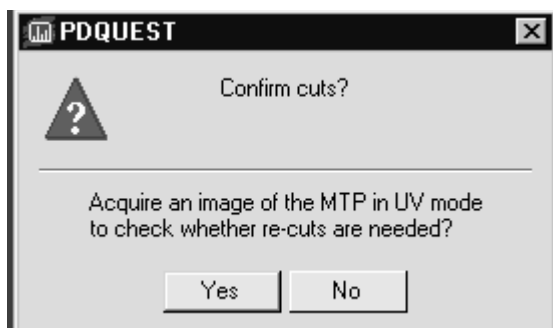 PDQUEST
Confirm cuts?
Acquire an image of the MTP in UV mode
to check whether re-cuts are needed?
Yes No